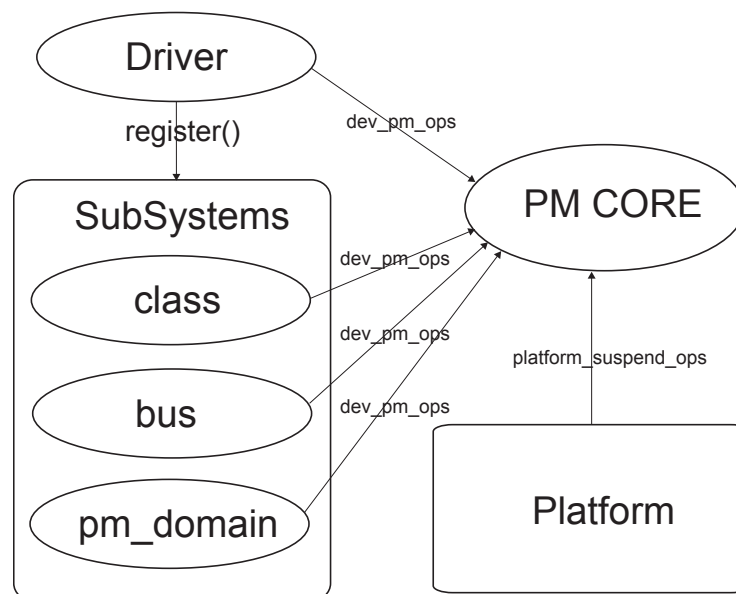 Driver
dev_pm_ops
register()
PM CORE
SubSystems
dev_pm_ops
class
dev_pm_ops
platform_suspend_ops
bus
dev_pm_ops
pm_domain
Platform